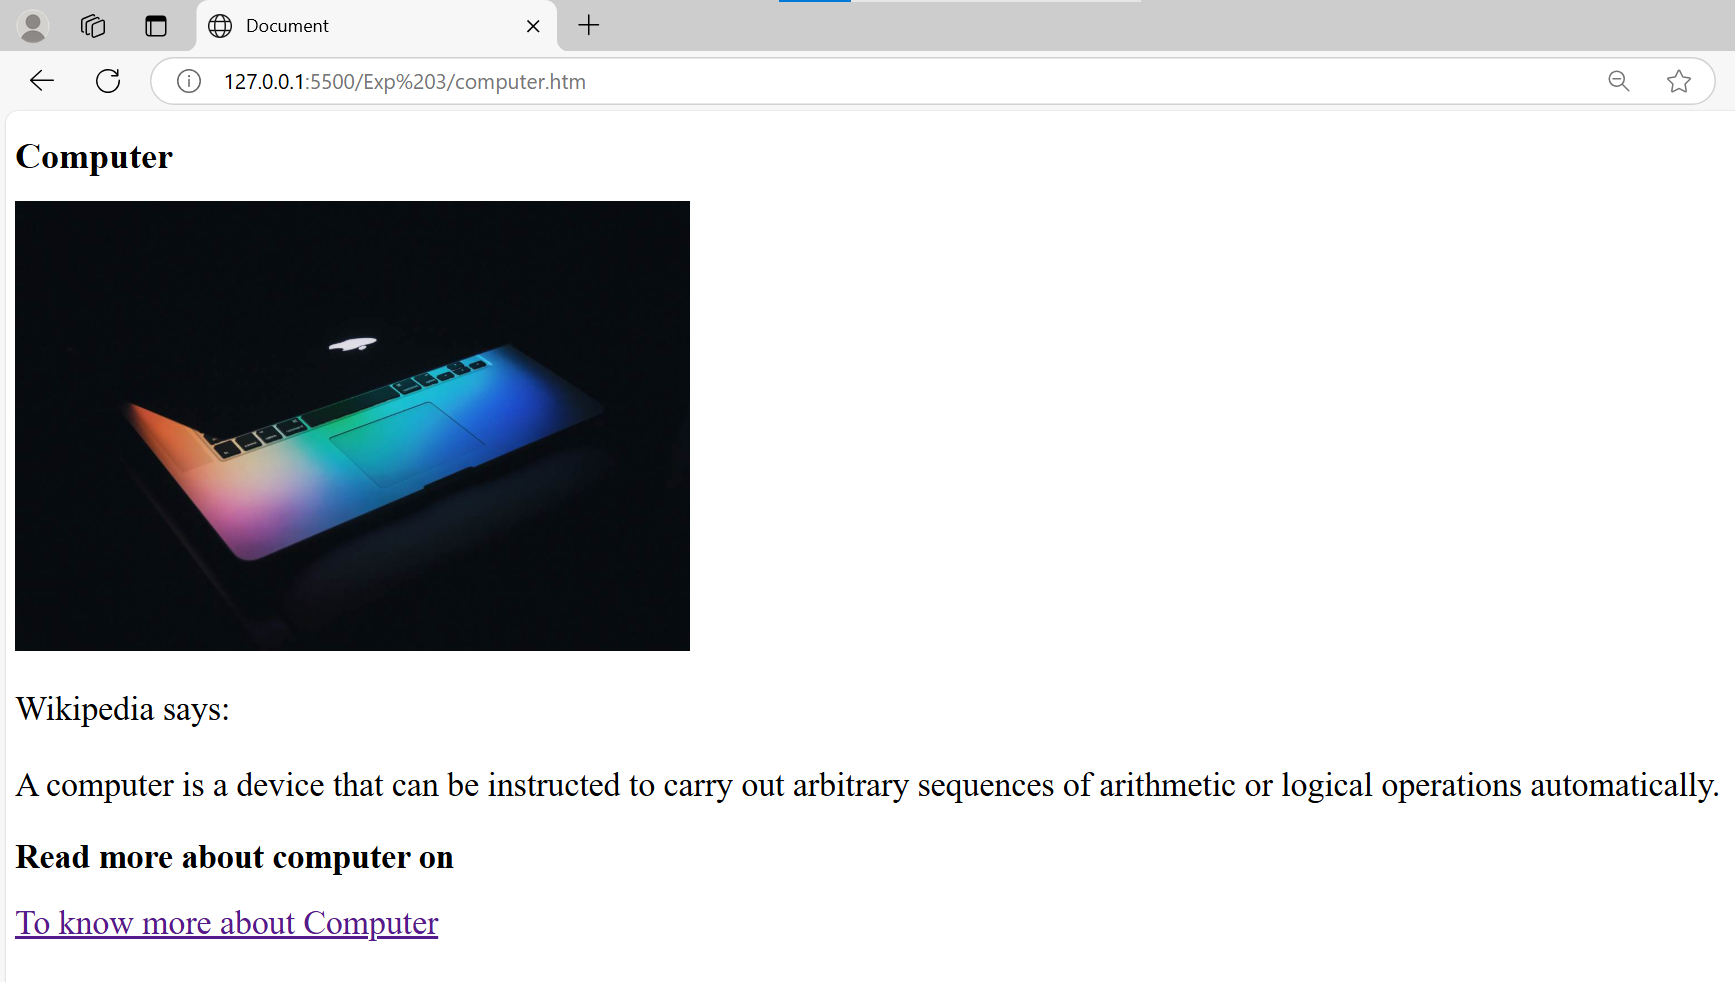 Document
127.0.0.1:5500/Exp%203/computer.htm
Computer
Wikipedia says:
A computer is a device that can be instructed to carry out arbitrary sequences of arithmetic or logical operations automatically.
Read more about computer on
To know more about Computer